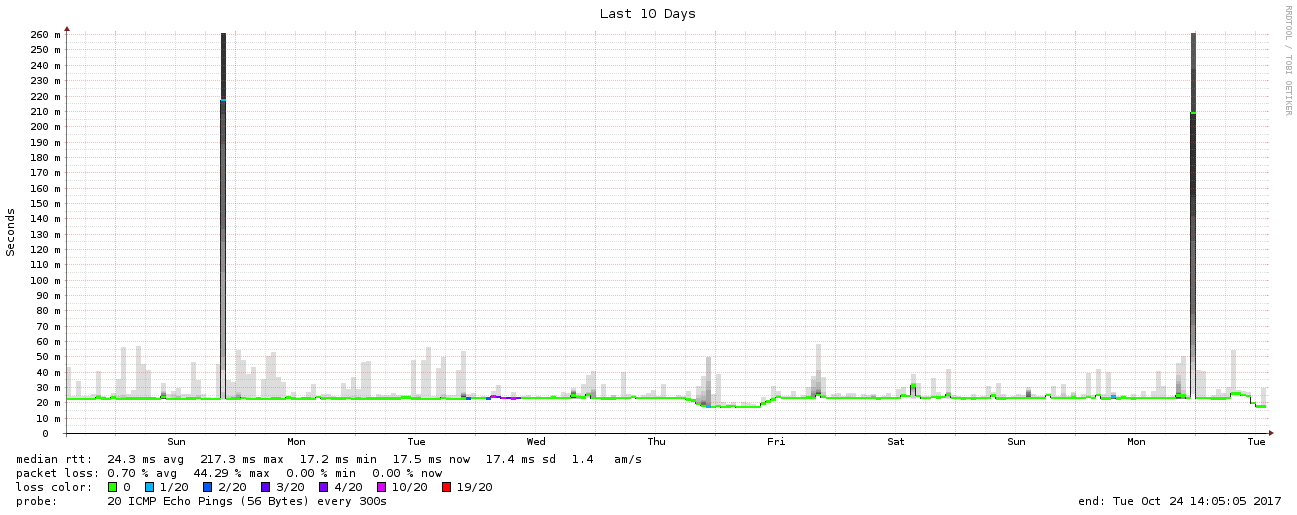 Last 10 Days
RRDTOOL / TOBI OETIKER
Seconds
260 m
250 m
240 m
230 m
220 m
210 m
200 m
190 m
180 m
170 m
160 m
150 m
140 m
130 m
120 m
110 m
100 m
90 m
80 m
70 m
60 m
50 m
40 m
30 m
20 m
10 m
0
Sun Mon Tue Wed Thu Fri Sat Sun Mon Tue
median rtt: 24.3 ms avg 217.3 ms max 17.2 ms min 17.5 ms now 17.4 ms sd 1.4 am/s
packet loss: 0.70 % avg 44.29 % max 0.00 % min 0.00 % now
loss color: 0 1/20 2/20 3/20 4/20 10/20 19/20
probe: 20 ICMP Echo Pings (56 Bytes) every 300s end: Tue Oct 24 14:05:05 2017